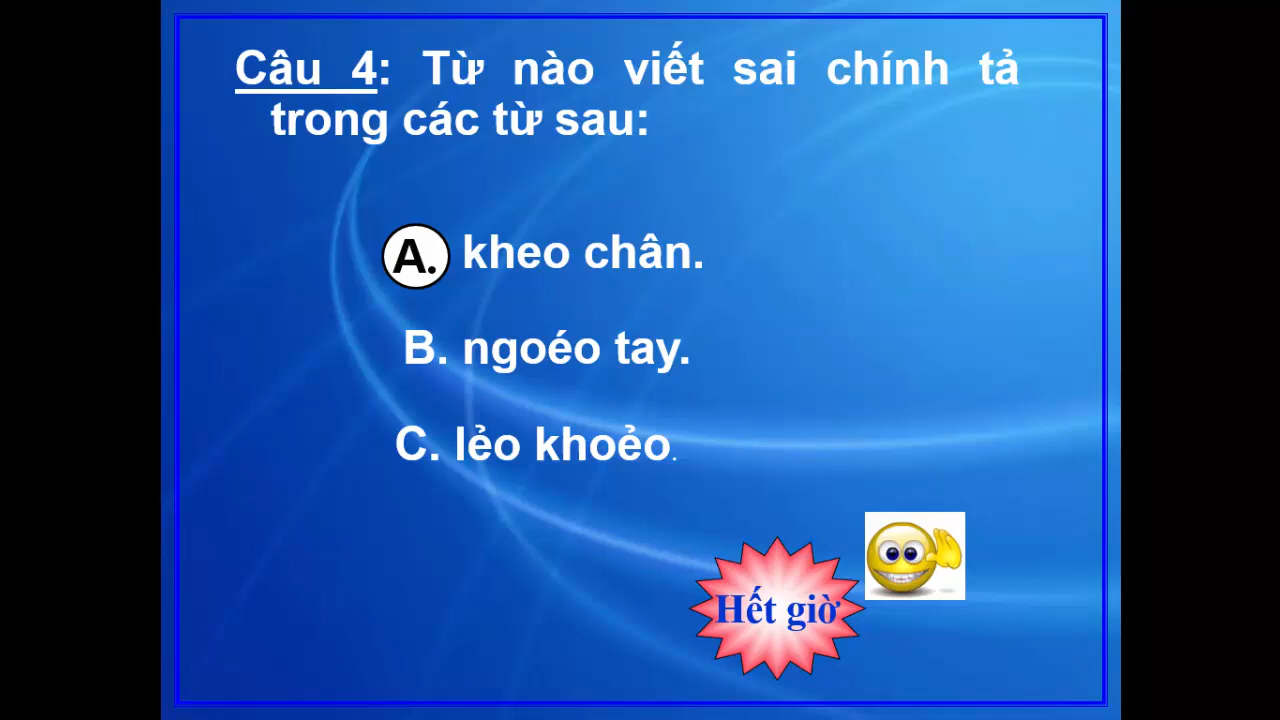 Câu 4: Từ nào viết sai chính tả
trong các từ sau:
A. kheo chân.
B. ngoéo tay.
C. lẻo khoẻo.
Hết giờ